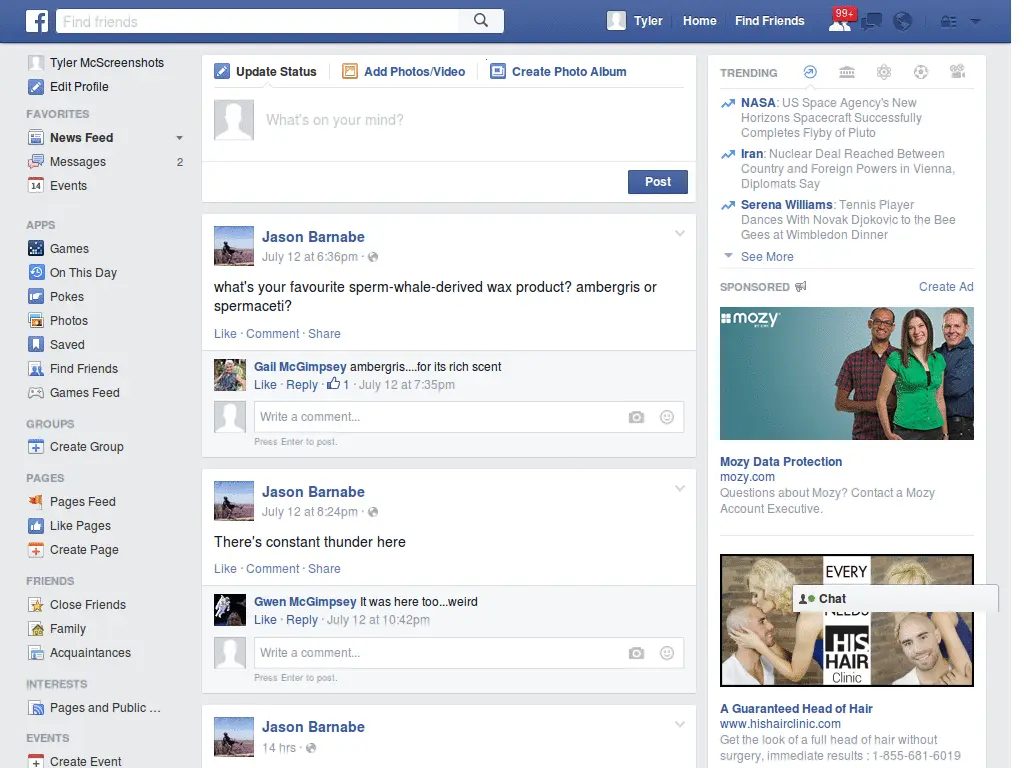 Find friends
Tyler
Home
Find Friends
99+
Tyler McScreenshots
Edit Profile
FAVORITES
News Feed
Messages 2
14 Events
APPS
Games
On This Day
Pokes
Photos
Saved
Find Friends
Games Feed
GROUPS
Create Group
PAGES
Pages Feed
Like Pages
Create Page
FRIENDS
Close Friends
Family
Acquaintances
INTERESTS
Pages and Public ...
EVENTS
Create Event
Update Status
Add Photos/Video
Create Photo Album
What's on your mind?
Post
Jason Barnabe
July 12 at 6:36pm ·
what's your favourite sperm-whale-derived wax product? ambergris or
spermaceti?
Like · Comment · Share
Gail McGimpsey ambergris....for its rich scent
Like · Reply · 1 · July 12 at 7:35pm
Write a comment...
Press Enter to post.
Jason Barnabe
July 12 at 8:24pm ·
There's constant thunder here
Like · Comment · Share
Gwen McGimpsey It was here too...weird
Like · Reply · July 12 at 10:42pm
Write a comment...
Press Enter to post.
Jason Barnabe
14 hrs ·
TRENDING
NASA: US Space Agency's New
Horizons Spacecraft Successfully
Completes Flyby of Pluto
Iran: Nuclear Deal Reached Between
Country and Foreign Powers in Vienna,
Diplomats Say
Serena Williams: Tennis Player
Dances With Novak Djokovic to the Bee
Gees at Wimbledon Dinner
See More
SPONSORED
Create Ad
mozy
Mozy Data Protection
mozy.com
Questions about Mozy? Contact a Mozy
Account Executive.
EVERY
Chat
NEEDS
HIS
HAIR
Clinic
A Guaranteed Head of Hair
www.hishairclinic.com
Get the look of a full head of hair without
surgery, immediate results : 1-855-681-6019